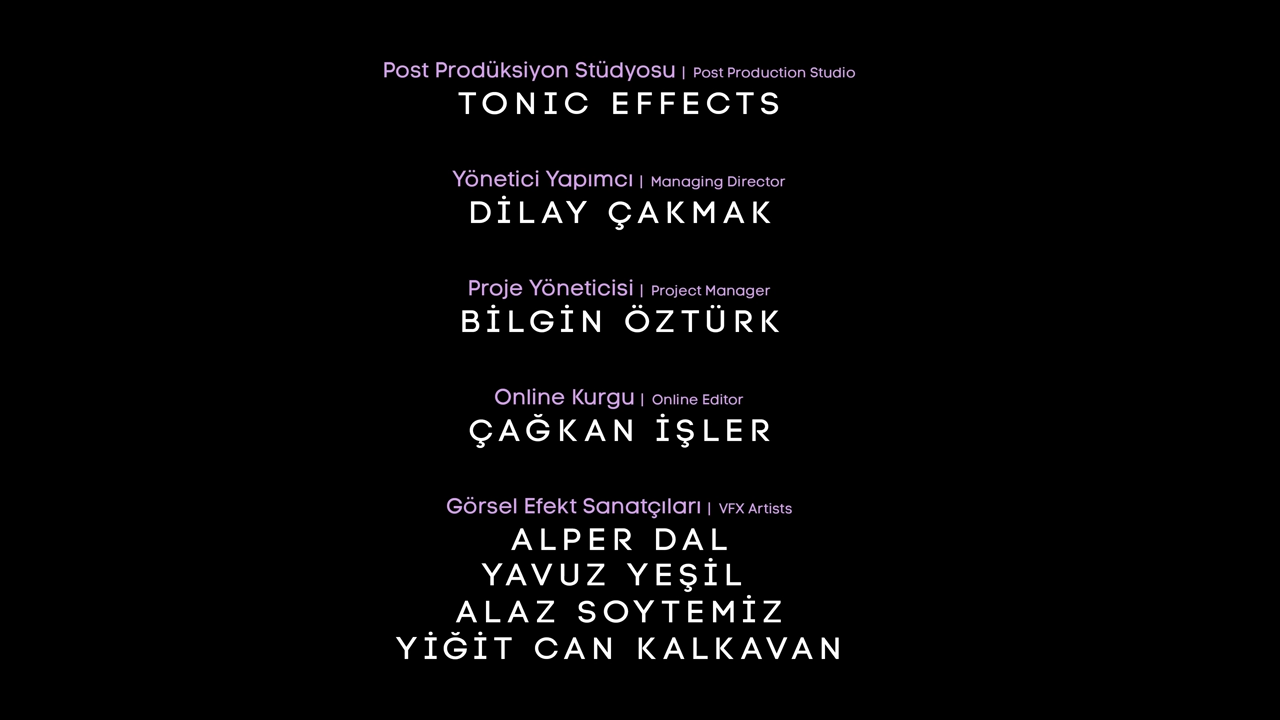 Post Prodüksiyon Stüdyosu | Post Production Studio
TONIC EFFECTS
Yönetici Yapımcı | Managing Director
DİLAY ÇAKMAK
Proje Yöneticisi | Project Manager
BİLGİN ÖZTÜRK
Online Kurgu | Online Editor
ÇAĞKAN İŞLER
Görsel Efekt Sanatçıları | VFX Artists
ALPER DAL
YAVUZ YEŞİL
ALAZ SOYTEMİZ
YİĞİT CAN KALKAVAN